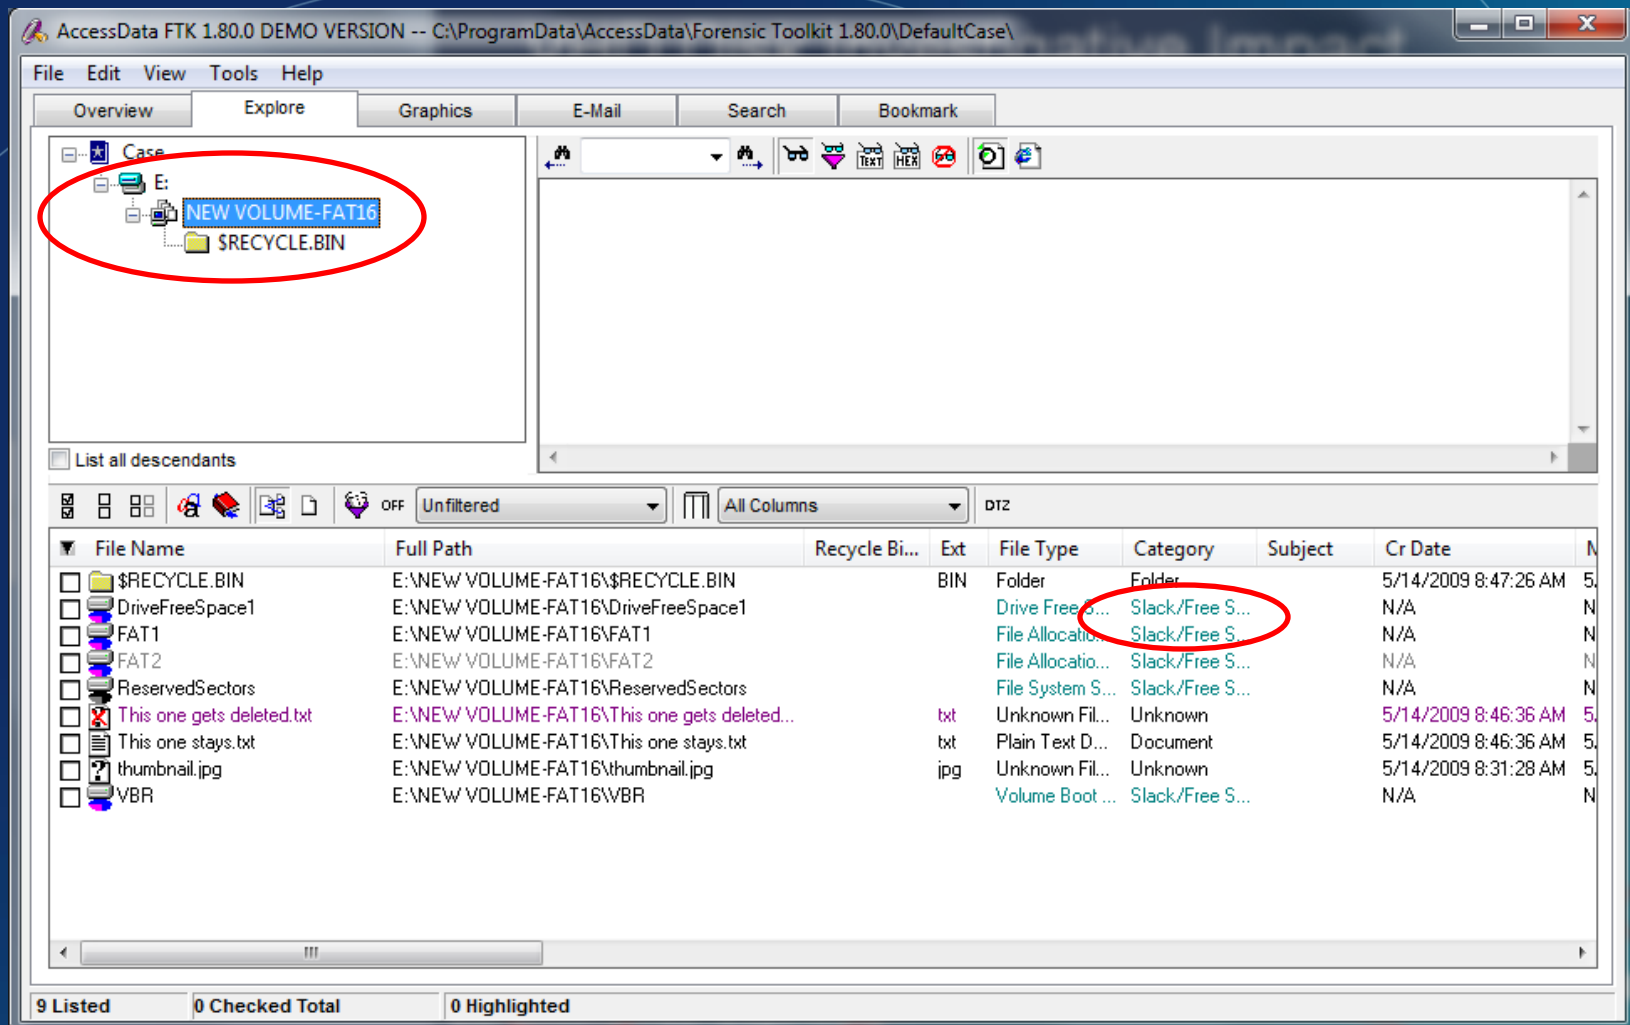 AccessData FTK 1.80.0 DEMO VERSION -- C:\ProgramData\AccessData\Forensic Toolkit 1.80.0\DefaultCase\
File Edit View Tools Help
Overview Explore Graphics E-Mail Search Bookmark
Case
E:
NEW VOLUME-FAT16
$RECYCLE.BIN
TEXT HEX
List all descendants
OFF Unfiltered All Columns DTZ
File Name Full Path Recycle Bi... Ext File Type Category Subject Cr Date
$RECYCLE.BIN E:\NEW VOLUME-FAT16\$RECYCLE.BIN BIN Folder Folder 5/14/2009 8:47:26 AM 5.
DriveFreeSpace1 E:\NEW VOLUME-FAT16\DriveFreeSpace1 Drive Free S... Slack/Free S... N/A N
FAT1 E:\NEW VOLUME-FAT16\FAT1 File Allocatio... Slack/Free S... N/A N
FAT2 E:\NEW VOLUME-FAT16\FAT2 File Allocatio... Slack/Free S... N/A N
ReservedSectors E:\NEW VOLUME-FAT16\ReservedSectors File System S... Slack/Free S... N/A N
This one gets deleted.txt E:\NEW VOLUME-FAT16\This one gets deleted... txt Unknown Fil... Unknown 5/14/2009 8:46:36 AM 5.
This one stays.txt E:\NEW VOLUME-FAT16\This one stays.txt txt Plain Text D... Document 5/14/2009 8:46:36 AM 5.
thumbnail.jpg E:\NEW VOLUME-FAT16\thumbnail.jpg jpg Unknown Fil... Unknown 5/14/2009 8:31:28 AM 5.
VBR E:\NEW VOLUME-FAT16\VBR Volume Boot ... Slack/Free S... N/A N
9 Listed 0 Checked Total 0 Highlighted